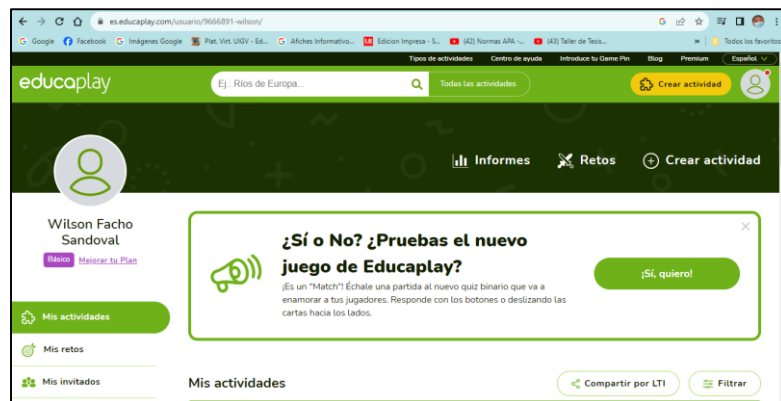 es.educaplay.com/usuario/9666891-wilson/
Google Facebook Imágenes Google Plat. Virt. UIGV - Ed... Afiches Informativo... Edicion Impresa - S... (42) Normas APA -... (43) Taller de Tesis... » Todos los favoritos
Tipos de actividades Centro de ayuda Introduce tu Game Pin Blog Premium Español
educaplay Ej.: Ríos de Europa... Todas las actividades Crear actividad
Informes Retos Crear actividad
Wilson Facho
Sandoval
Básico Mejorar tu Plan
¿Sí o No? ¿Pruebas el nuevo
juego de Educaplay?
¡Es un "Match"! Échale una partida al nuevo quiz binario que va a
enamorar a tus jugadores. Responde con los botones o deslizando las
cartas hacia los lados.
¡Sí, quiero!
Mis actividades
Mis retos
Mis invitados
Mis actividades Compartir por LTI Filtrar